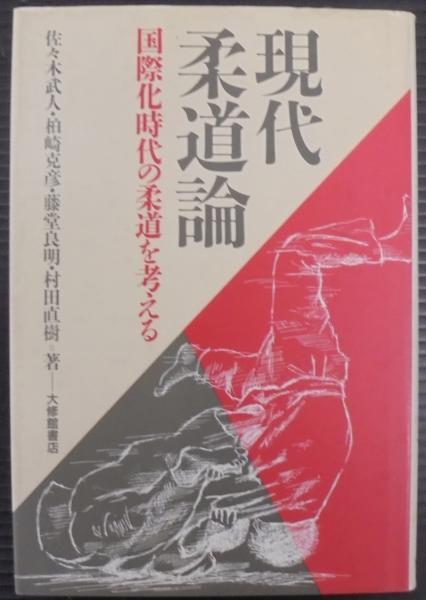 現代
柔道論
国際化時代の柔道を考える
佐々木武人・柏崎克彦・藤堂良明・村田直樹=著——大修館書店